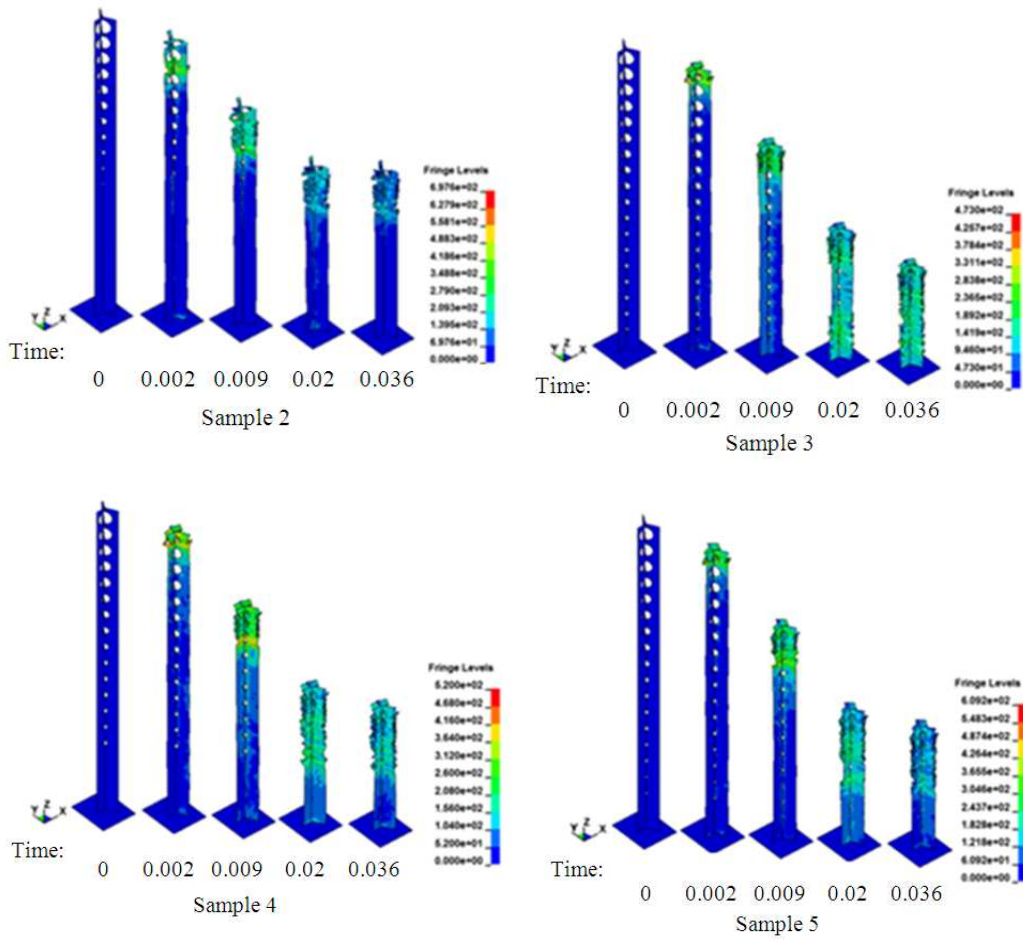 Fringe Levels
6.976e+02
6.279e+02
5.581e+02
4.883e+02
4.186e+02
3.488e+02
2.790e+02
2.093e+02
1.395e+02
6.976e+01
0.000e+00
Y Z X
Time:
0 0.002 0.009 0.02 0.036
Sample 2
Fringe Levels
4.730e+02
4.257e+02
3.784e+02
3.311e+02
2.838e+02
2.365e+02
1.892e+02
1.419e+02
9.460e+01
4.730e+01
0.000e+00
Y Z X
Time:
0 0.002 0.009 0.02 0.036
Sample 3
Fringe Levels
5.200e+02
4.680e+02
4.160e+02
3.640e+02
3.120e+02
2.600e+02
2.080e+02
1.560e+02
1.040e+02
5.200e+01
0.000e+00
Y Z X
Time:
0 0.002 0.009 0.02 0.036
Sample 4
Fringe Levels
6.092e+02
5.483e+02
4.874e+02
4.264e+02
3.655e+02
3.046e+02
2.437e+02
1.828e+02
1.218e+02
6.092e+01
0.000e+00
Y Z X
Time:
0 0.002 0.009 0.02 0.036
Sample 5